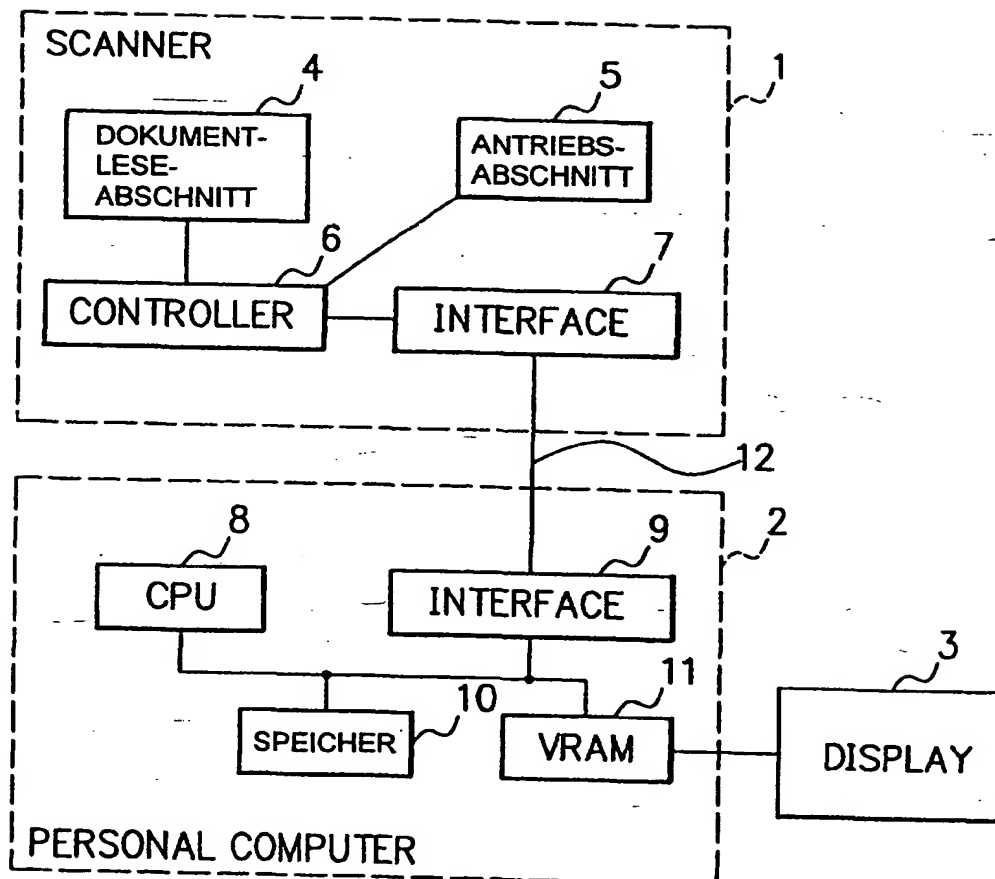 SCANNER
4
5
1
DOKUMENT-
LESE-
ABSCHNITT
ANTRIEBS-
ABSCHNITT
6
7
CONTROLLER
INTERFACE
12
8
9
2
CPU
INTERFACE
3
10
11
SPEICHER
VRAM
DISPLAY
PERSONAL COMPUTER